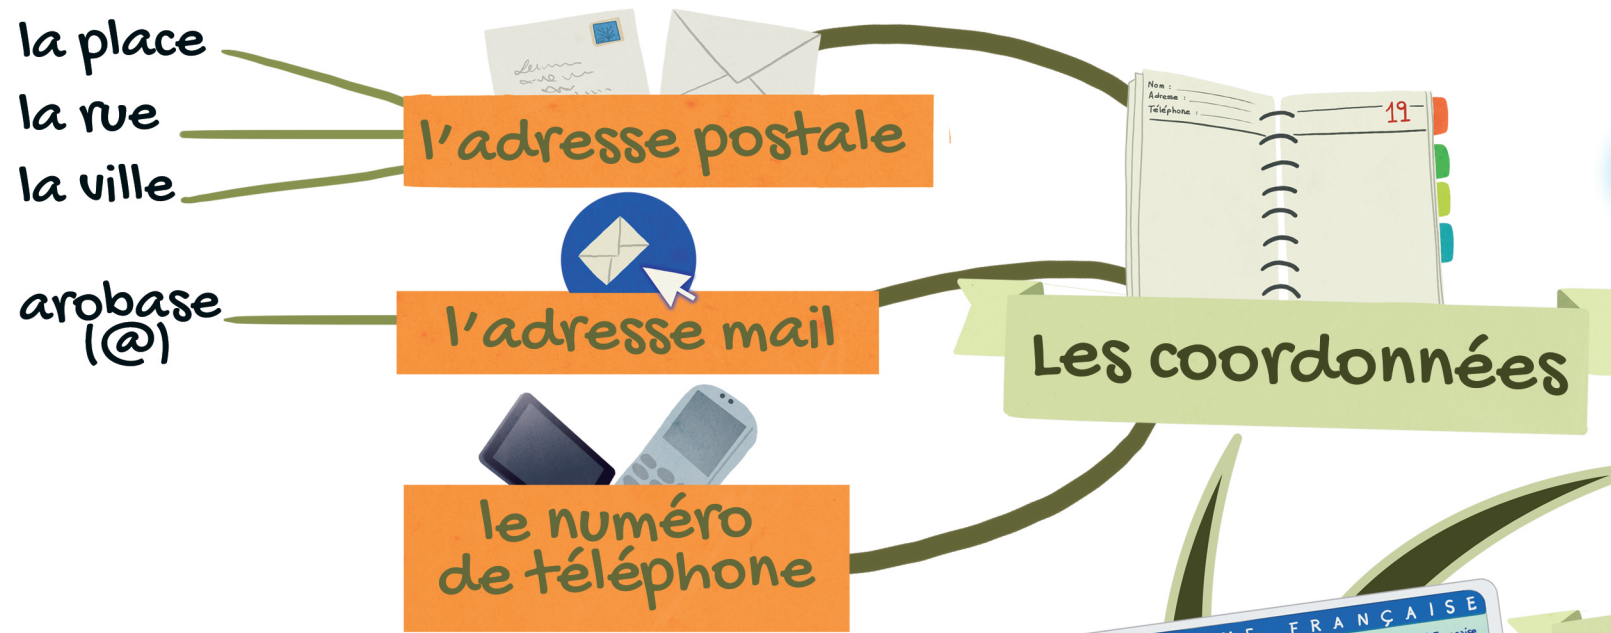 la place
la rue
la ville
l'adresse postale
arobase
(@)
l'adresse mail
le numéro
de téléphone
Nom :
Adresse :
Téléphone :
19
Les coordonnées
FRANÇAISE